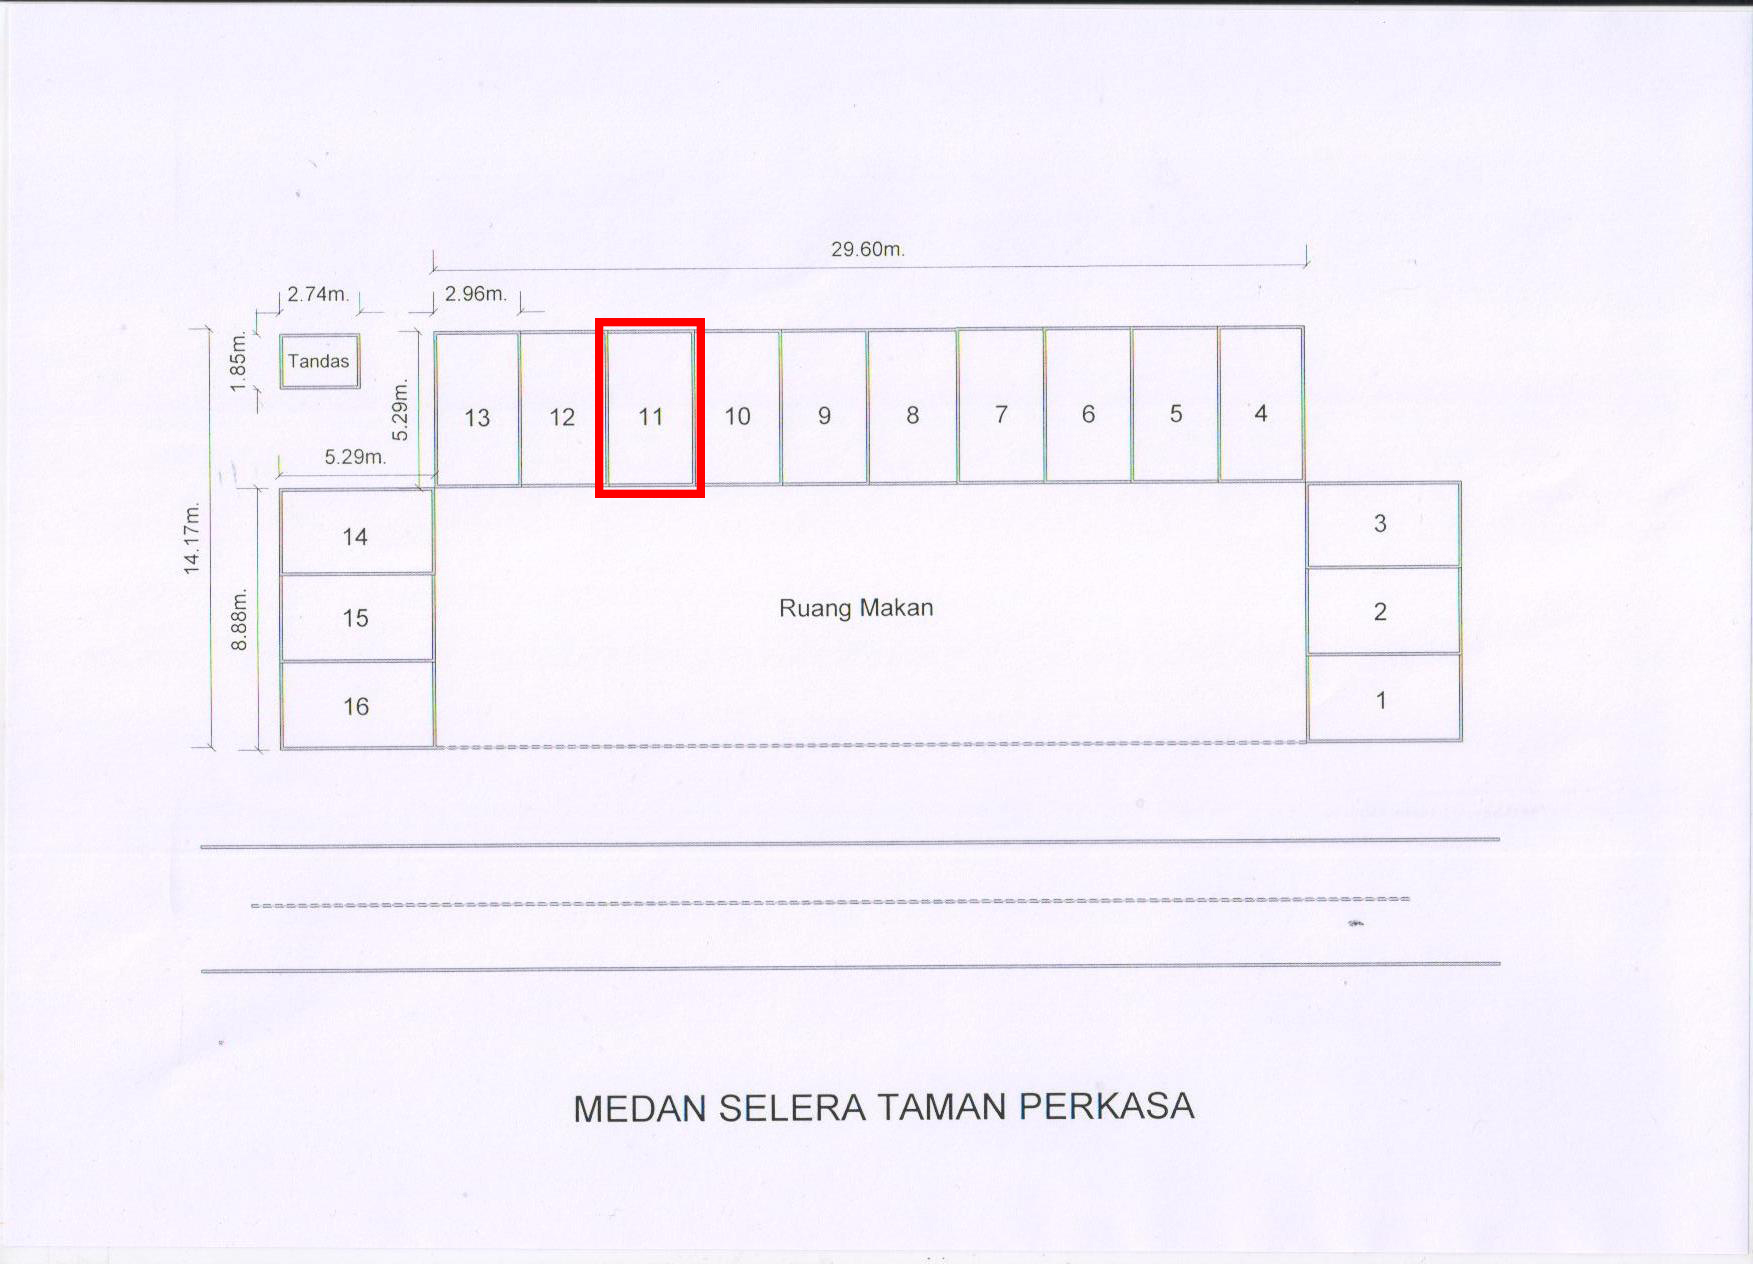 29.60m.
2.74m.
2.96m.
1.85m.
Tandas
5.29m.
13
12
11
10
9
8
7
6
5
4
5.29m.
14.17m.
8.88m.
14
15
16
Ruang Makan
3
2
1
MEDAN SELERA TAMAN PERKASA